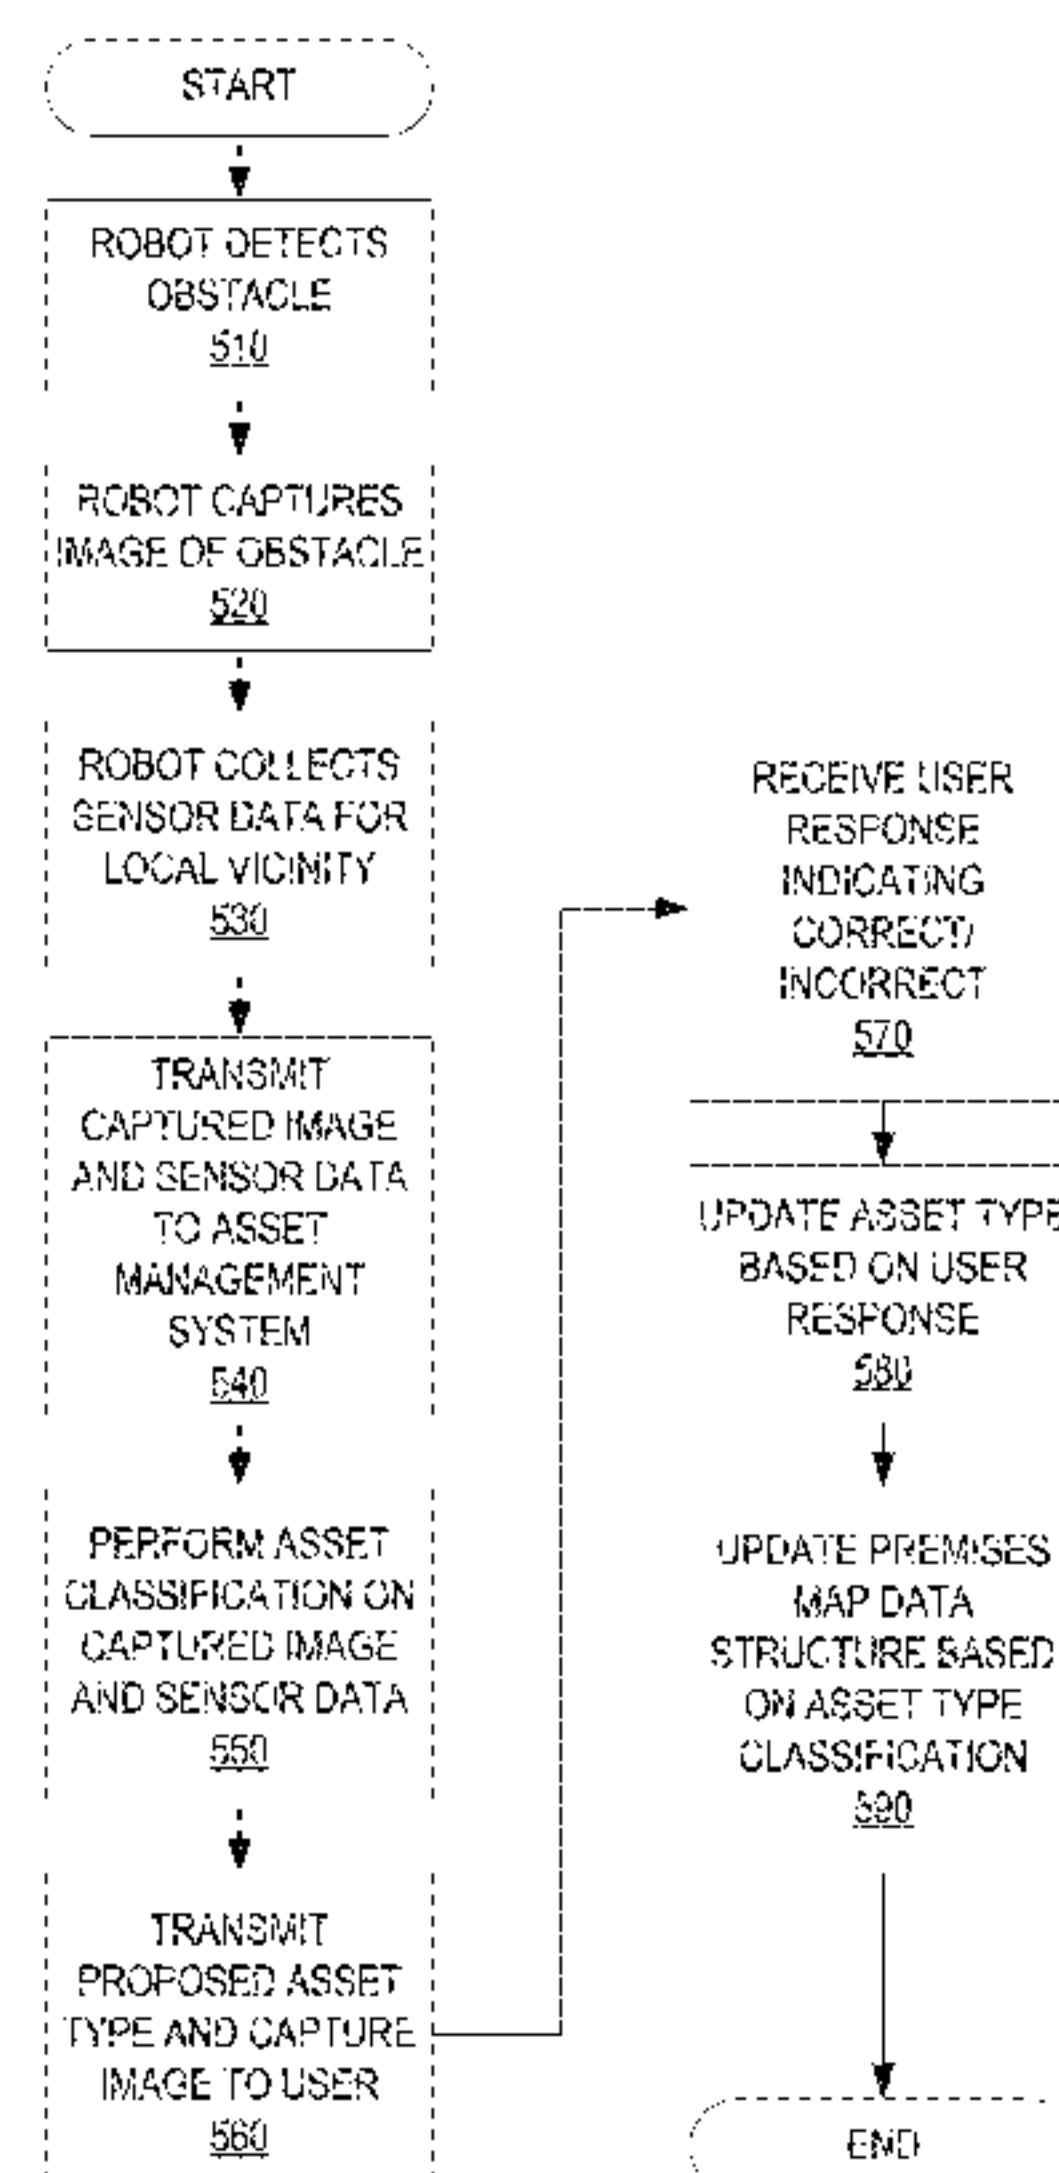 START
ROBOT DETECTS
OBSTACLE
510
ROBOT CAPTURES
IMAGE OF OBSTACLE
520
ROBOT COLLECTS
SENSOR DATA FOR
LOCAL VICINITY
530
TRANSMIT
CAPTURED IMAGE
AND SENSOR DATA
TO ASSET
MANAGEMENT
SYSTEM
540
PERFORM ASSET
CLASSIFICATION ON
CAPTURED IMAGE
AND SENSOR DATA
550
TRANSMIT
PROPOSED ASSET
TYPE AND CAPTURE
IMAGE TO USER
560
RECEIVE USER
RESPONSE
INDICATING
CORRECT/
INCORRECT
570
UPDATE ASSET TYPE
BASED ON USER
RESPONSE
580
UPDATE PREMISES
MAP DATA
STRUCTURE BASED
ON ASSET TYPE
CLASSIFICATION
590
END